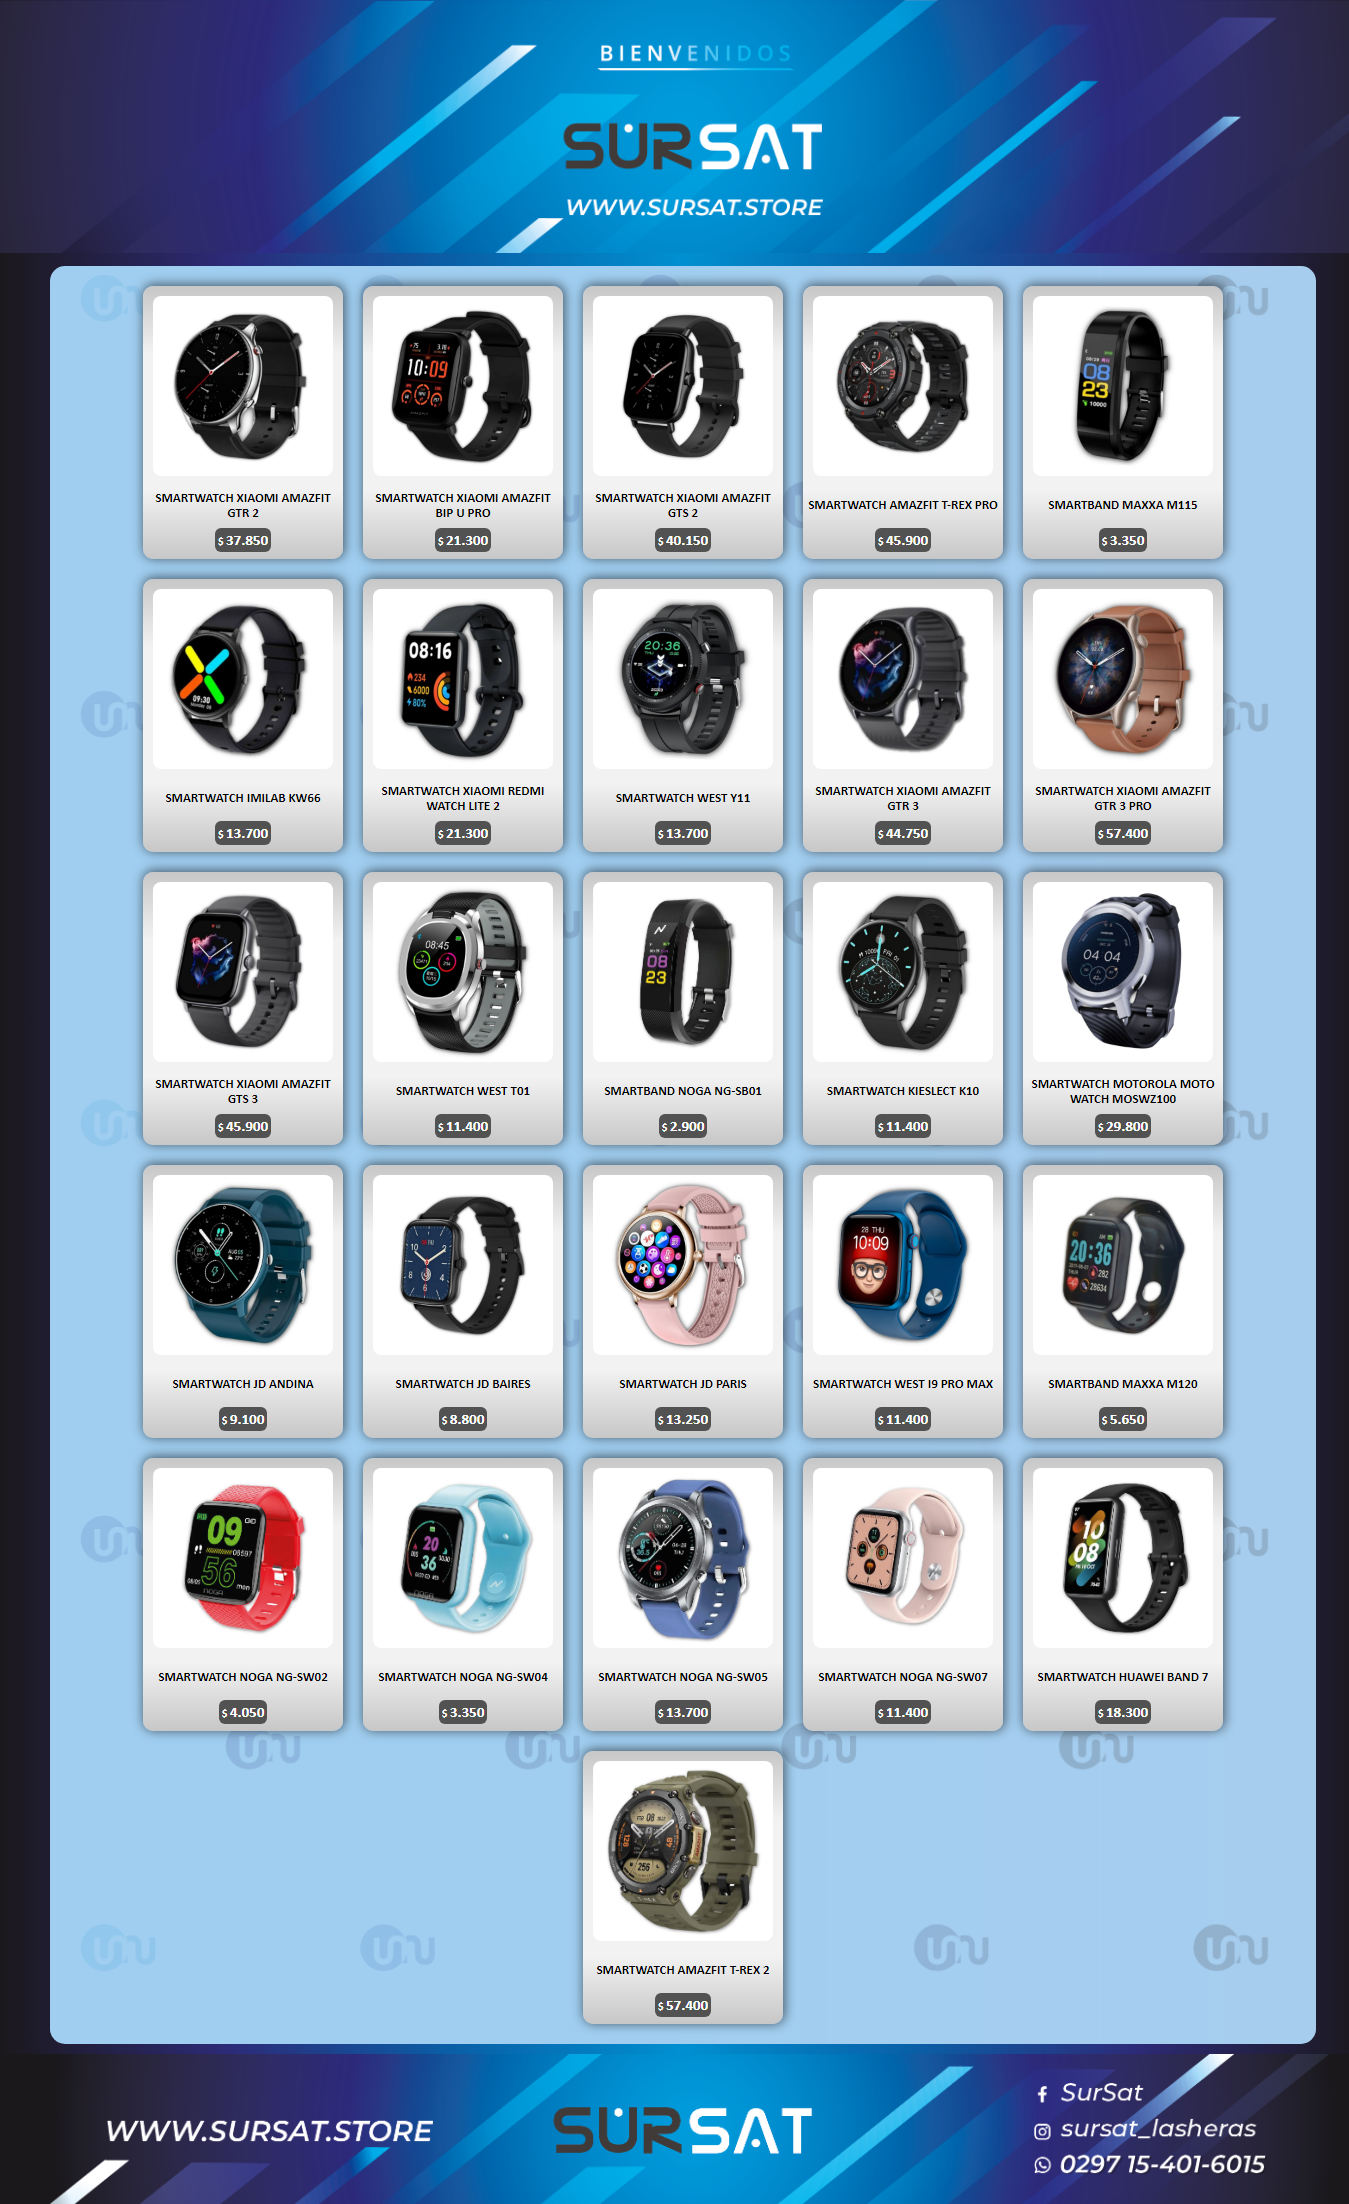 BIENVENIDOS
SURSAT
WWW.SURSAT.STORE
SMARTWATCH XIAOMI AMAZFIT
GTR 2
$ 37.850
SMARTWATCH XIAOMI AMAZFIT
BIP U PRO
$ 21.300
SMARTWATCH XIAOMI AMAZFIT
GTS 2
$ 40.150
SMARTWATCH AMAZFIT T-REX PRO
$ 45.900
SMARTBAND MAXXA M115
$ 3.350
SMARTWATCH IMILAB KW66
$ 13.700
SMARTWATCH XIAOMI REDMI
WATCH LITE 2
$ 21.300
SMARTWATCH WEST Y11
$ 13.700
SMARTWATCH XIAOMI AMAZFIT
GTR 3
$ 44.750
SMARTWATCH XIAOMI AMAZFIT
GTR 3 PRO
$ 57.400
SMARTWATCH XIAOMI AMAZFIT
GTS 3
$ 45.900
SMARTWATCH WEST T01
$ 11.400
SMARTBAND NOGA NG-SB01
$ 2.900
SMARTWATCH KIESLECT K10
$ 11.400
SMARTWATCH MOTOROLA MOTO
WATCH MOSWZ100
$ 29.800
SMARTWATCH JD ANDINA
$ 9.100
SMARTWATCH JD BAIRES
$ 8.800
SMARTWATCH JD PARIS
$ 13.250
SMARTWATCH WEST I9 PRO MAX
$ 11.400
SMARTBAND MAXXA M120
$ 5.650
SMARTWATCH NOGA NG-SW02
$ 4.050
SMARTWATCH NOGA NG-SW04
$ 3.350
SMARTWATCH NOGA NG-SW05
$ 13.700
SMARTWATCH NOGA NG-SW07
$ 11.400
SMARTWATCH HUAWEI BAND 7
$ 18.300
SMARTWATCH AMAZFIT T-REX 2
$ 57.400
WWW.SURSAT.STORE
SURSAT
SurSat
sursat_lasheras
0297 15-401-6015